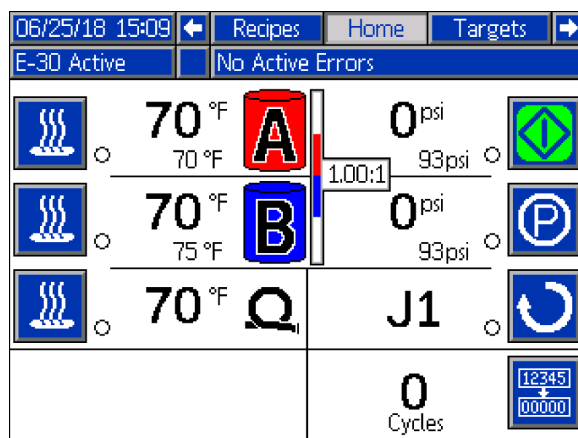 06/25/18 15:09 Recipes Home Targets
E-30 Active No Active Errors
70 °F A 0 psi
70 °F 93psi
1.00:1
70 °F B 0 psi P
75 °F 93psi
70 °F J1
0 12345
Cycles 00000